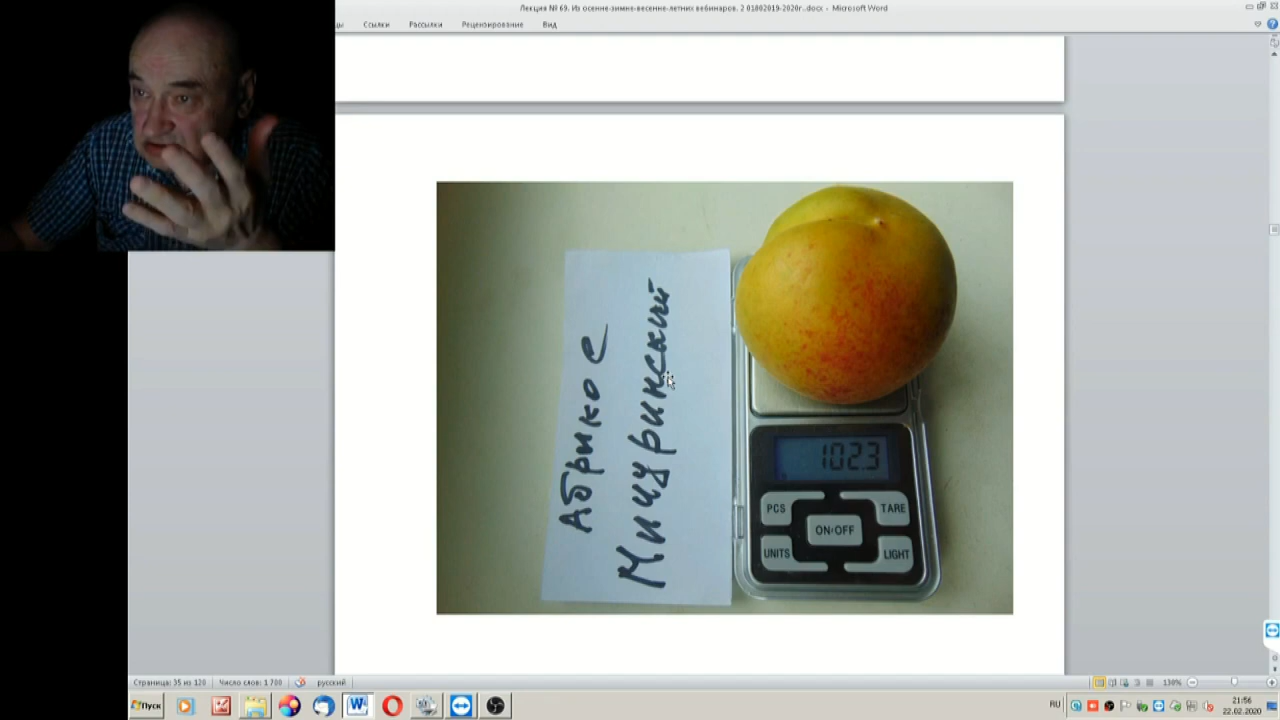 Лекция № 69. Из осенне-зимне-весенне-летних вебинаров. 2 01802019-2020г..docx - Microsoft Word
Ссылки Рассылки Рецензирование Вид
Абрикос
Мичуринский
102.3
PCS TARE
ON/OFF
UNITS LIGHT
Страница: 35 из 120 Число слов: 1 700 русский 130%
Пуск RU 21:56
22.02.2020